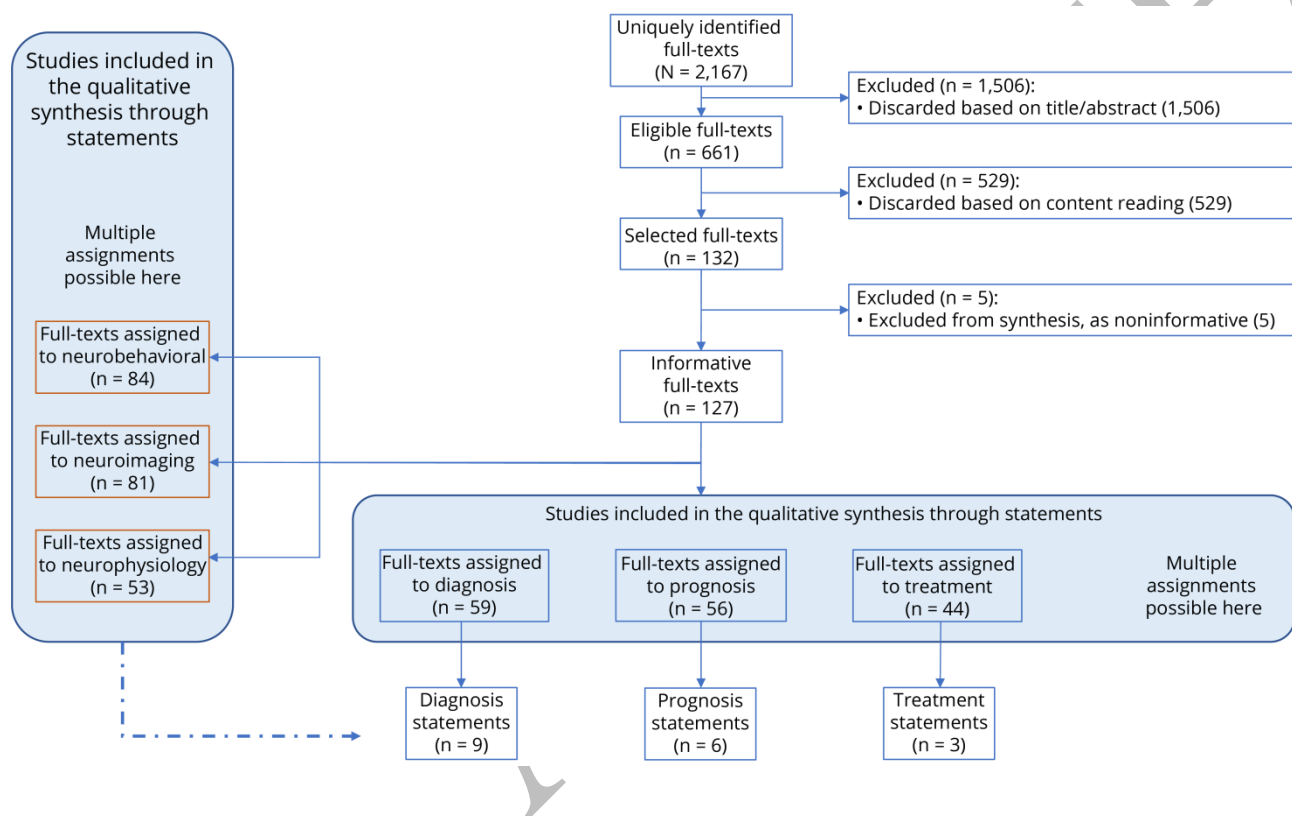 Studies included in
the qualitative
synthesis through
statements
Multiple
assignments
possible here
Full-texts assigned
to neurobehavioral
(n = 84)
Full-texts assigned
to neuroimaging
(n = 81)
Full-texts assigned
to neurophysiology
(n = 53)
Uniquely identified
full-texts
(N = 2,167)
Excluded (n = 1,506):
• Discarded based on title/abstract (1,506)
Eligible full-texts
(n = 661)
Excluded (n = 529):
• Discarded based on content reading (529)
Selected full-texts
(n = 132)
Excluded (n = 5):
• Excluded from synthesis, as noninformative (5)
Informative
full-texts
(n = 127)
Studies included in the qualitative synthesis through statements
Full-texts assigned
to diagnosis
(n = 59)
Full-texts assigned
to prognosis
(n = 56)
Full-texts assigned
to treatment
(n = 44)
Multiple
assignments
possible here
Diagnosis
statements
(n = 9)
Prognosis
statements
(n = 6)
Treatment
statements
(n = 3)